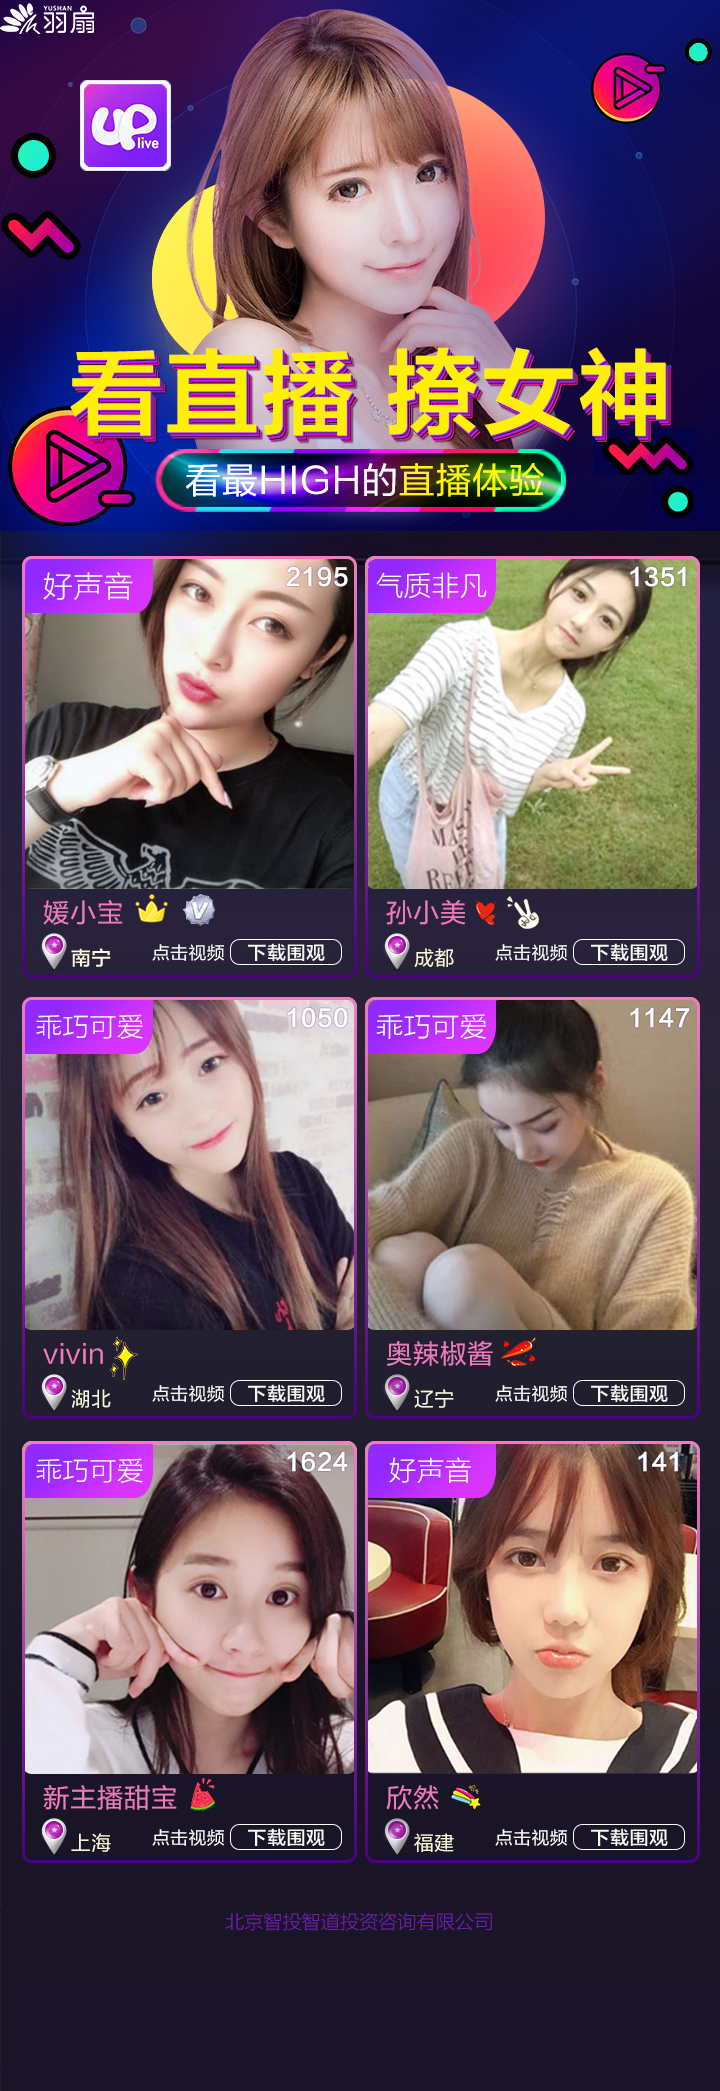 YUSHAN
羽扇
up
live
看直播 撩女神
看最HIGH的直播体验
好声音
2195
媛小宝
V
南宁
点击视频 下载围观
气质非凡
1351
孙小美
成都
点击视频 下载围观
乖巧可爱
1050
vivin
湖北
点击视频 下载围观
乖巧可爱
1147
奥辣椒酱
辽宁
点击视频 下载围观
乖巧可爱
1624
新主播甜宝
上海
点击视频 下载围观
好声音
141
欣然
福建
点击视频 下载围观
北京智投智道投资咨询有限公司